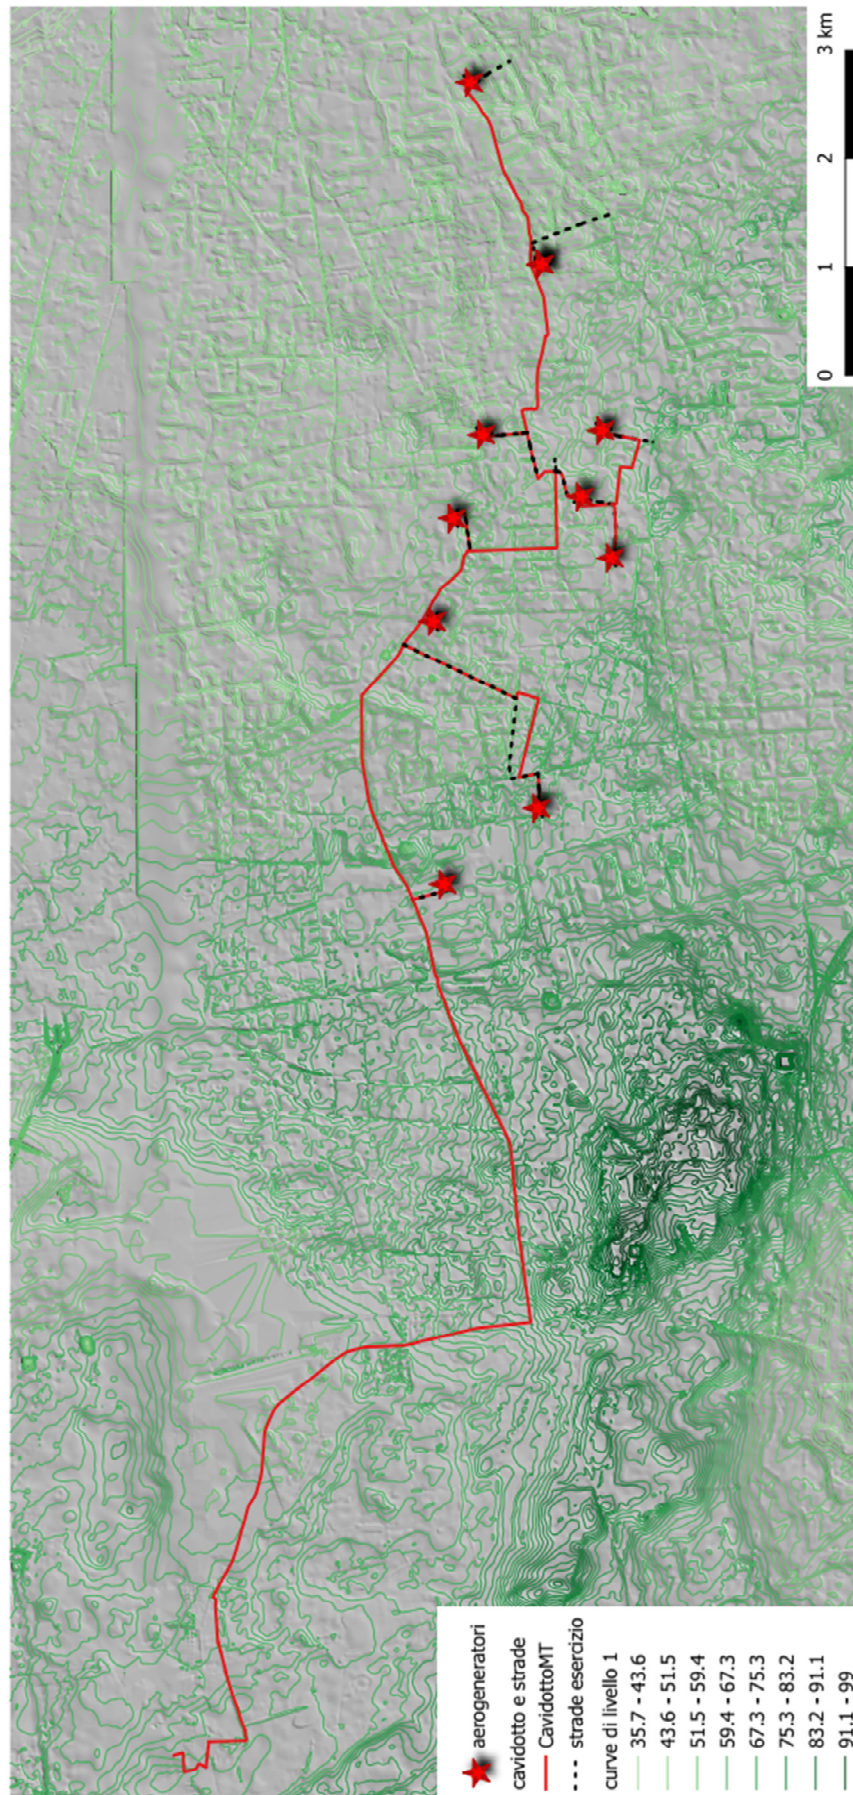 aerogeneratori
cavidotto e strade
CavidottoMT
strade esercizio
curve di livello 1
35.7 - 43.6
43.6 - 51.5
51.5 - 59.4
59.4 - 67.3
67.3 - 75.3
75.3 - 83.2
83.2 - 91.1
91.1 - 99
0 1 2 3 km